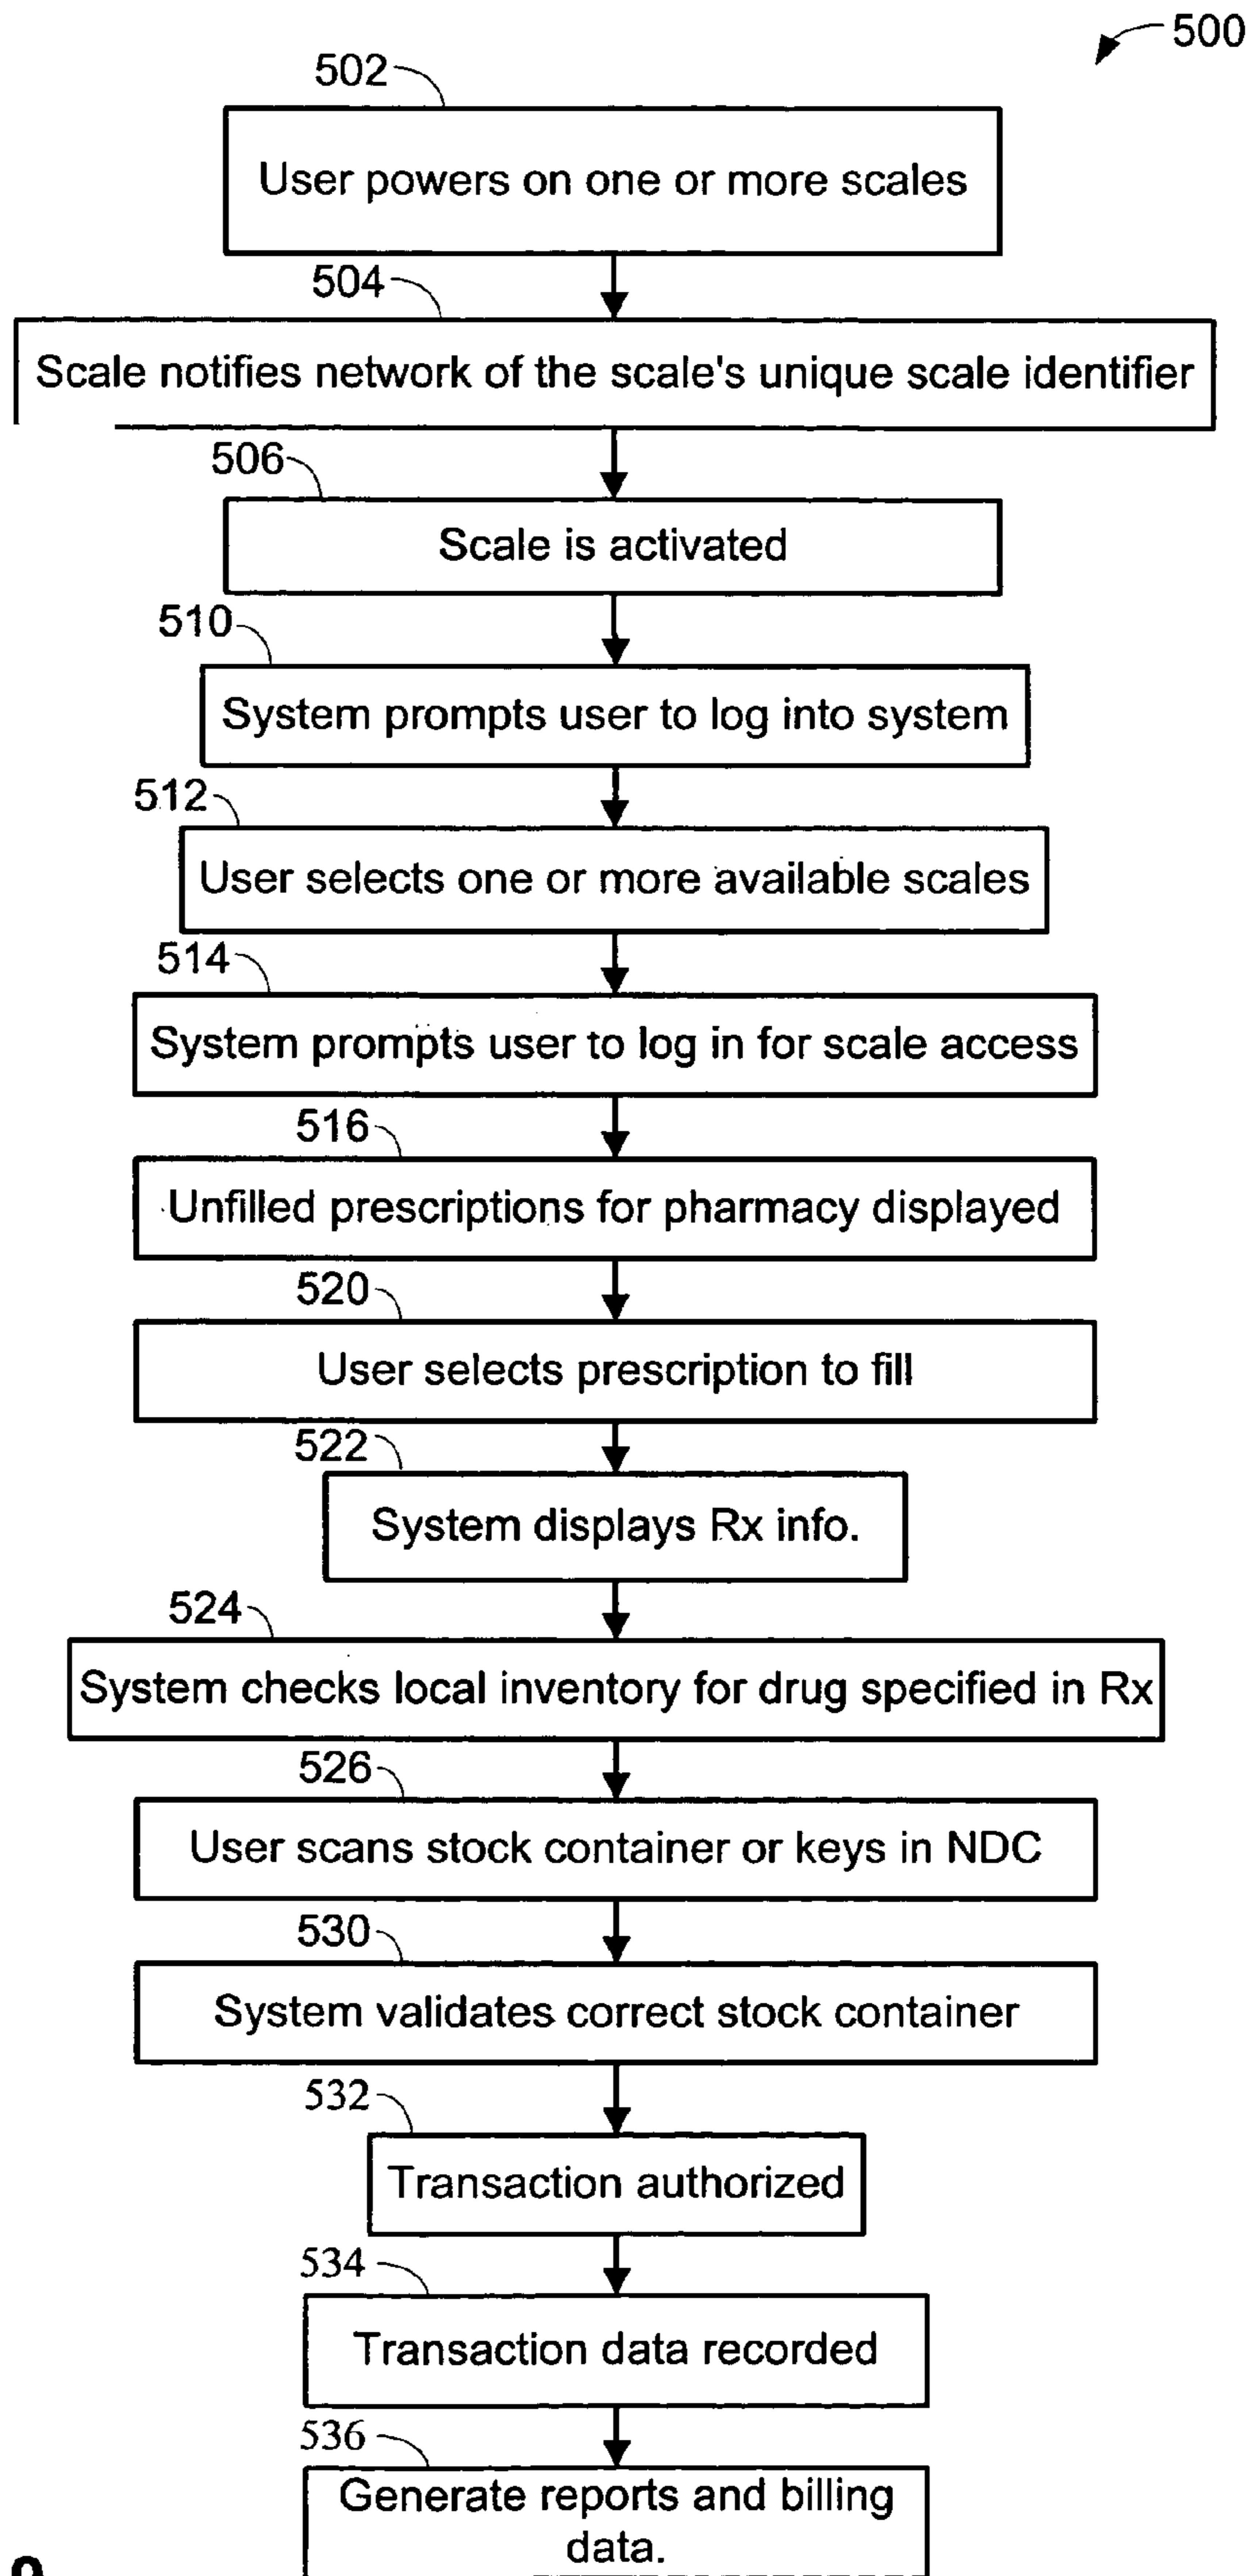 500
502
User powers on one or more scales
504
Scale notifies network of the scale's unique scale identifier
506
Scale is activated
510
System prompts user to log into system
512
User selects one or more available scales
514
System prompts user to log in for scale access
516
Unfilled prescriptions for pharmacy displayed
520
User selects prescription to fill
522
System displays Rx info.
524
System checks local inventory for drug specified in Rx
526
User scans stock container or keys in NDC
530
System validates correct stock container
532
Transaction authorized
534
Transaction data recorded
536
Generate reports and billing
data.